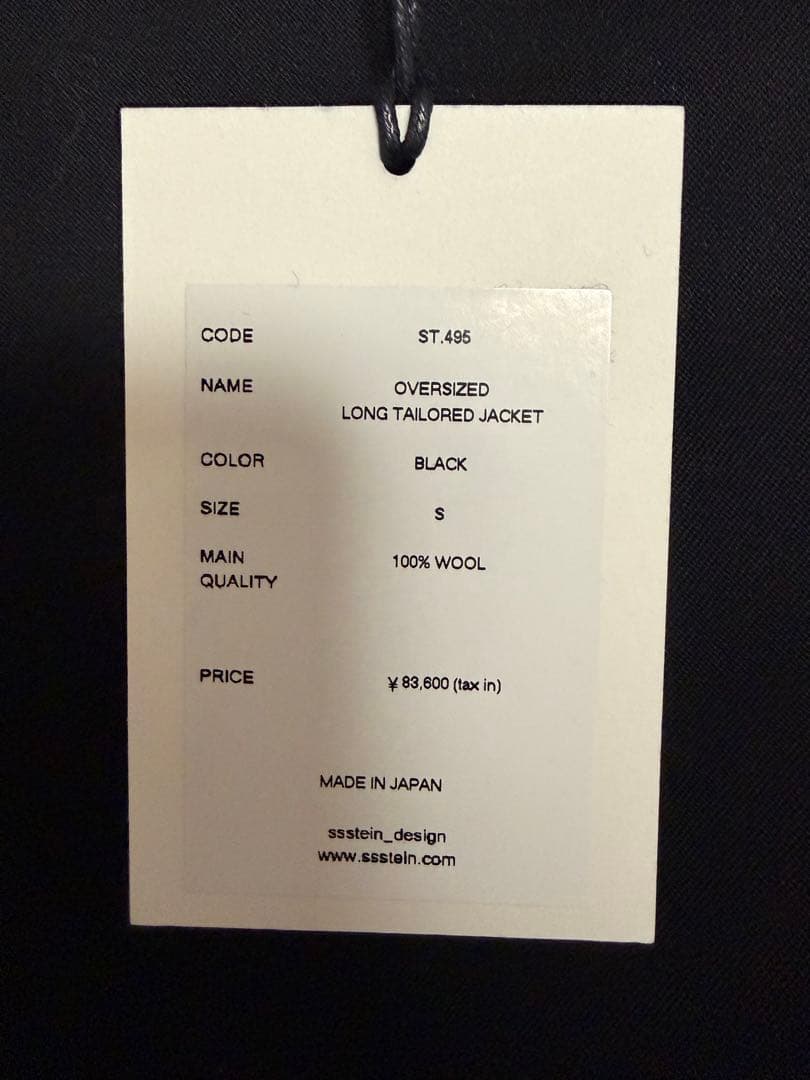 CODE ST.495
NAME OVERSIZED
LONG TAILORED JACKET
COLOR BLACK
SIZE S
MAIN 100% WOOL
QUALITY
PRICE ¥ 83,600 (tax in)
MADE IN JAPAN
ssstein_design
www.ssstein.com